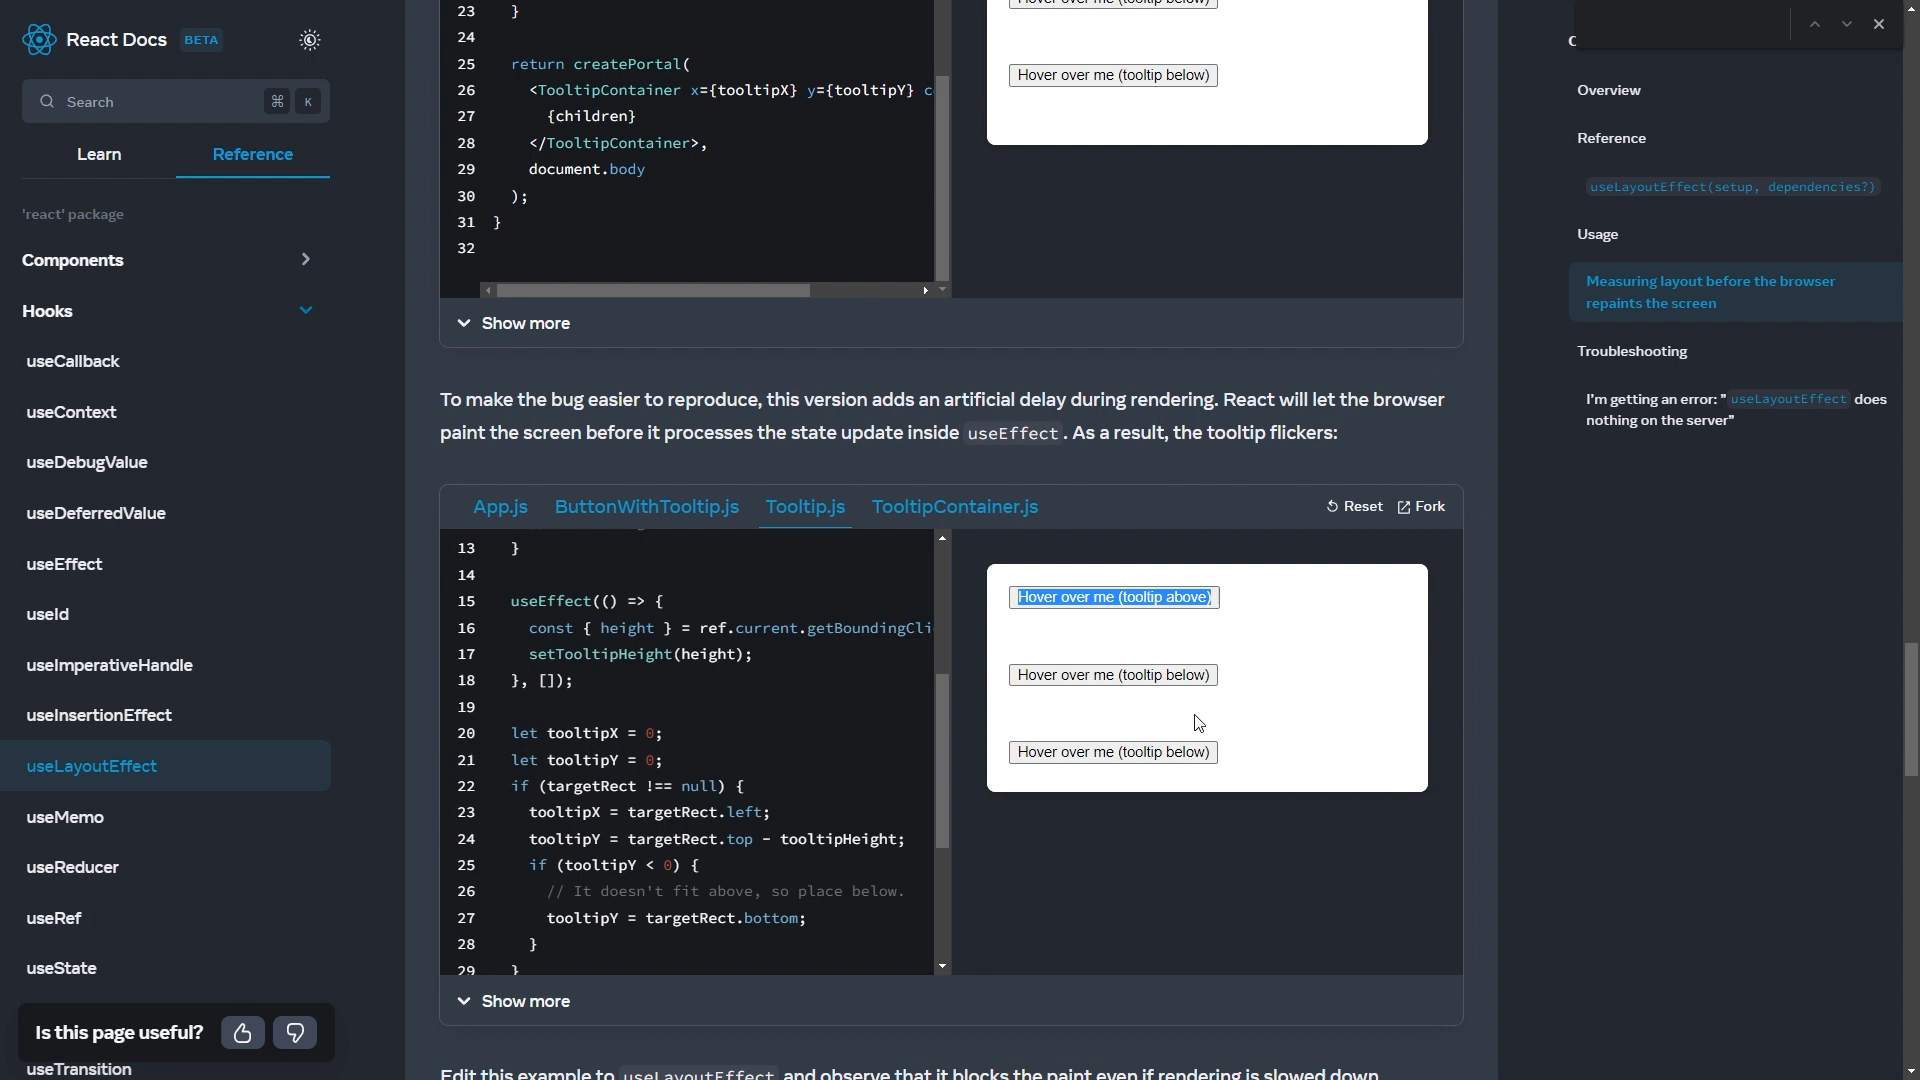 React Docs BETA
Search ⌘ K
Learn Reference
'react' package
Components
Hooks
useCallback
useContext
useDebugValue
useDeferredValue
useEffect
useId
useImperativeHandle
useInsertionEffect
useLayoutEffect
useMemo
useReducer
useRef
useState
Is this page useful?
useTransition
23 }
24
25 return createPortal(
26 <TooltipContainer x={tooltipX} y={tooltipY} c
27 {children}
28 </TooltipContainer>,
29 document.body
30 );
31 }
32
Hover over me (tooltip below)
Hover over me (tooltip below)
Show more
To make the bug easier to reproduce, this version adds an artificial delay during rendering. React will let the browser
paint the screen before it processes the state update inside useEffect. As a result, the tooltip flickers:
App.js ButtonWithTooltip.js Tooltip.js TooltipContainer.js Reset Fork
13 }
14
15 useEffect(() => {
16 const { height } = ref.current.getBoundingCli
17 setTooltipHeight(height);
18 }, []);
19
20 let tooltipX = 0;
21 let tooltipY = 0;
22 if (targetRect !== null) {
23 tooltipX = targetRect.left;
24 tooltipY = targetRect.top - tooltipHeight;
25 if (tooltipY < 0) {
26 // It doesn't fit above, so place below.
27 tooltipY = targetRect.bottom;
28 }
29 }
Hover over me (tooltip above)
Hover over me (tooltip below)
Hover over me (tooltip below)
Show more
Edit this example to useLayoutEffect and observe that it blocks the paint even if rendering is slowed down.
Overview
Reference
useLayoutEffect(setup, dependencies?)
Usage
Measuring layout before the browser
repaints the screen
Troubleshooting
I'm getting an error: "useLayoutEffect does
nothing on the server"